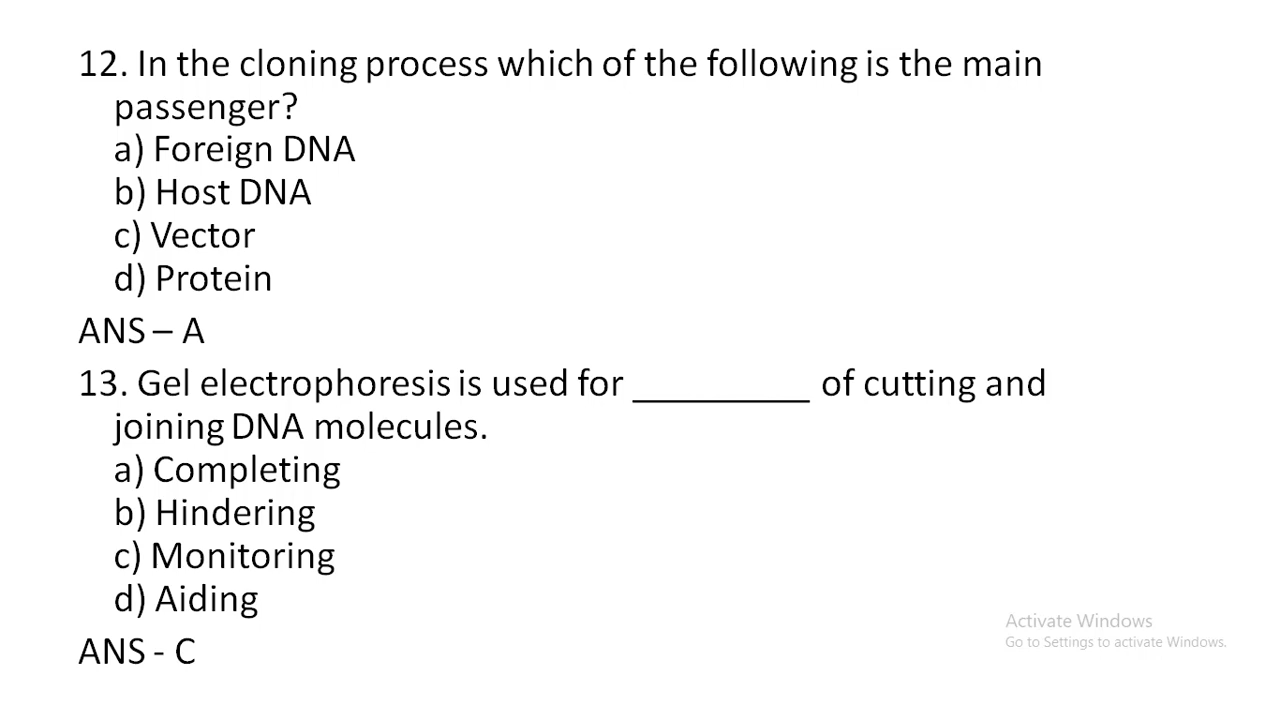 12. In the cloning process which of the following is the main
passenger?
a) Foreign DNA
b) Host DNA
c) Vector
d) Protein
ANS – A
13. Gel electrophoresis is used for _________ of cutting and
joining DNA molecules.
a) Completing
b) Hindering
c) Monitoring
d) Aiding
ANS - C
Activate Windows
Go to Settings to activate Windows.